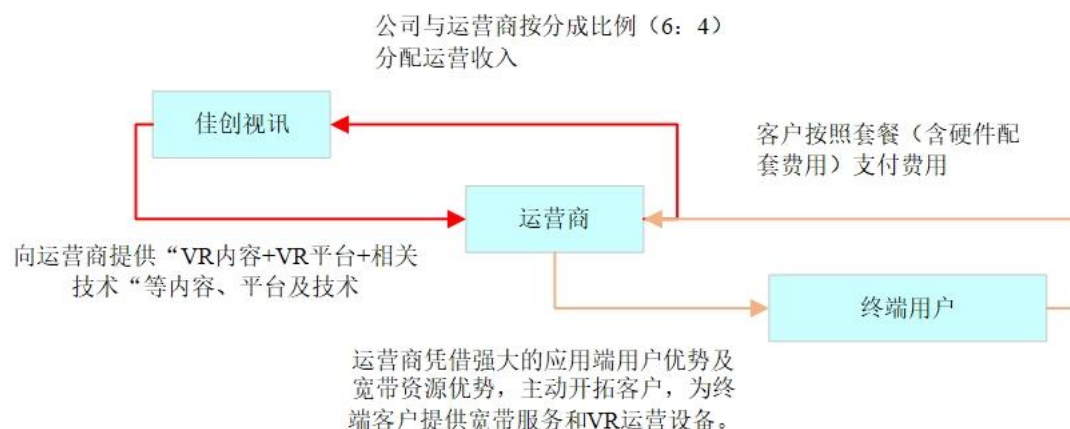 公司与运营商按分成比例（6：4）
分配运营收入
佳创视讯
客户按照套餐（含硬件配
套费用）支付费用
运营商
向运营商提供“VR内容+VR平台+相关
技术“等内容、平台及技术
终端用户
运营商凭借强大的应用端用户优势及
宽带资源优势，主动开拓客户，为终
端客户提供宽带服务和VR运营设备。